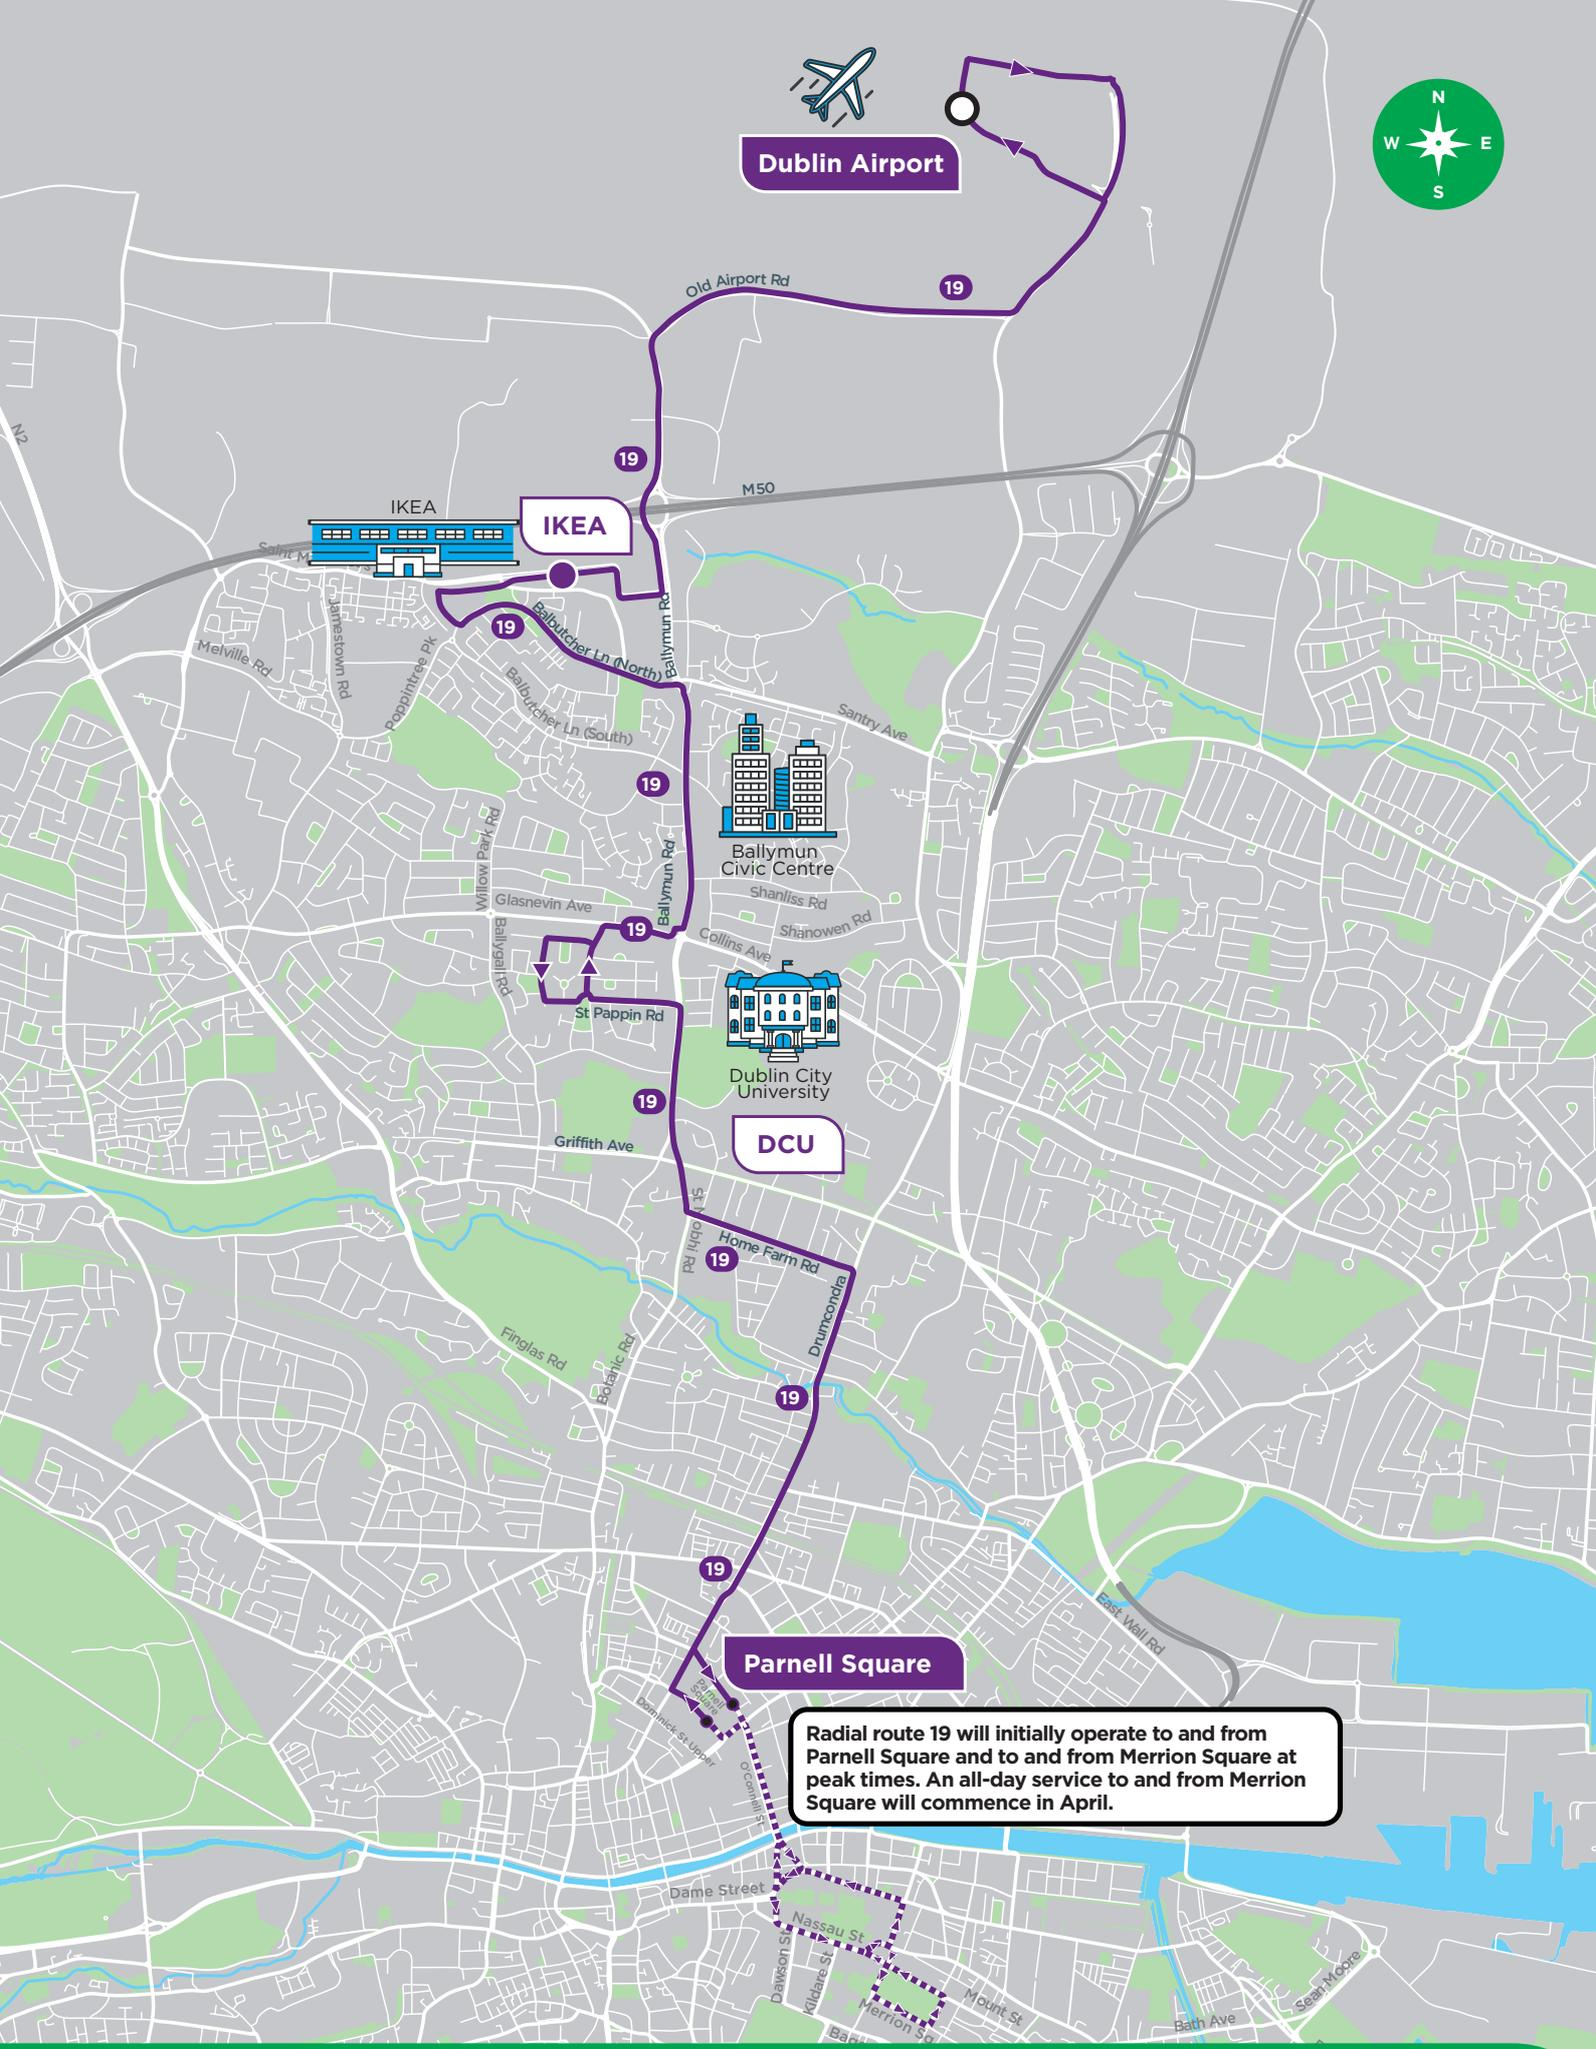 N
W E
S
Dublin Airport
Old Airport Rd
19
N2
19
M50
IKEA
IKEA
Saint M
19
Balbutcher Ln (North)
Ballymun Rd
Jamestown Rd
Melville Rd
Poppintree Pk
Balbutcher Ln (South)
Santry Ave
19
Ballymun
Civic Centre
Willow Park Rd
Ballymun Rd
Glasnevin Ave
Shanliss Rd
Shanowen Rd
19
Collins Ave
Ballygall Rd
St Pappin Rd
Dublin City
University
19
DCU
Griffith Ave
St Mobhi Rd
Home Farm Rd
19
Drumcondra
Finglas Rd
Botanic Rd
19
19
East Wall Rd
Parnell Square
Parnell
Square
Dominick St Upper
Radial route 19 will initially operate to and from
Parnell Square and to and from Merrion Square at
peak times. An all-day service to and from Merrion
Square will commence in April.
O'Connell St
Dame Street
Nassau St
Dawson St
Kildare St
Merrion Sq
Mount St
Sean Moore
Bath Ave